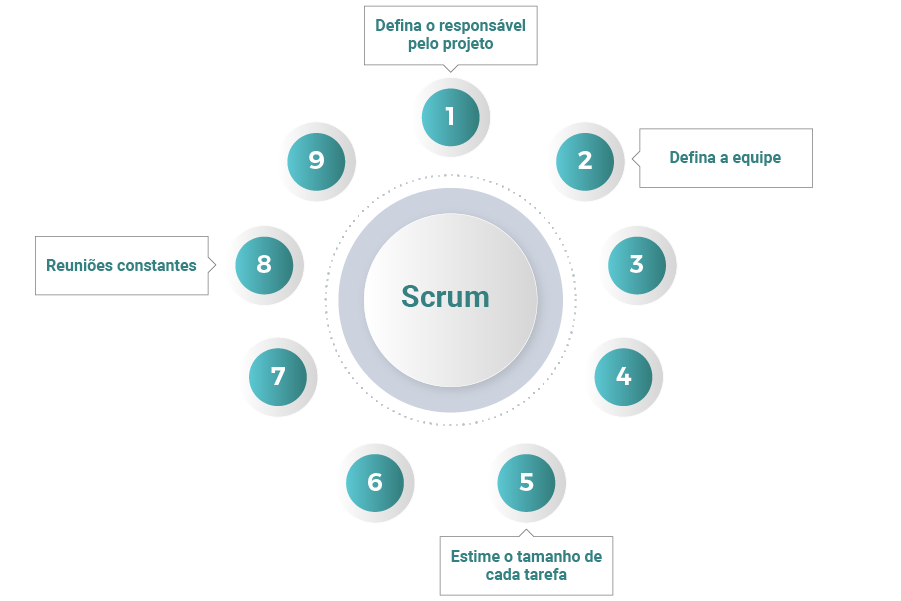 Defina o responsável
pelo projeto
1
9
2
Defina a equipe
Reuniões constantes
8
3
Scrum
7
4
6
5
Estime o tamanho de
cada tarefa